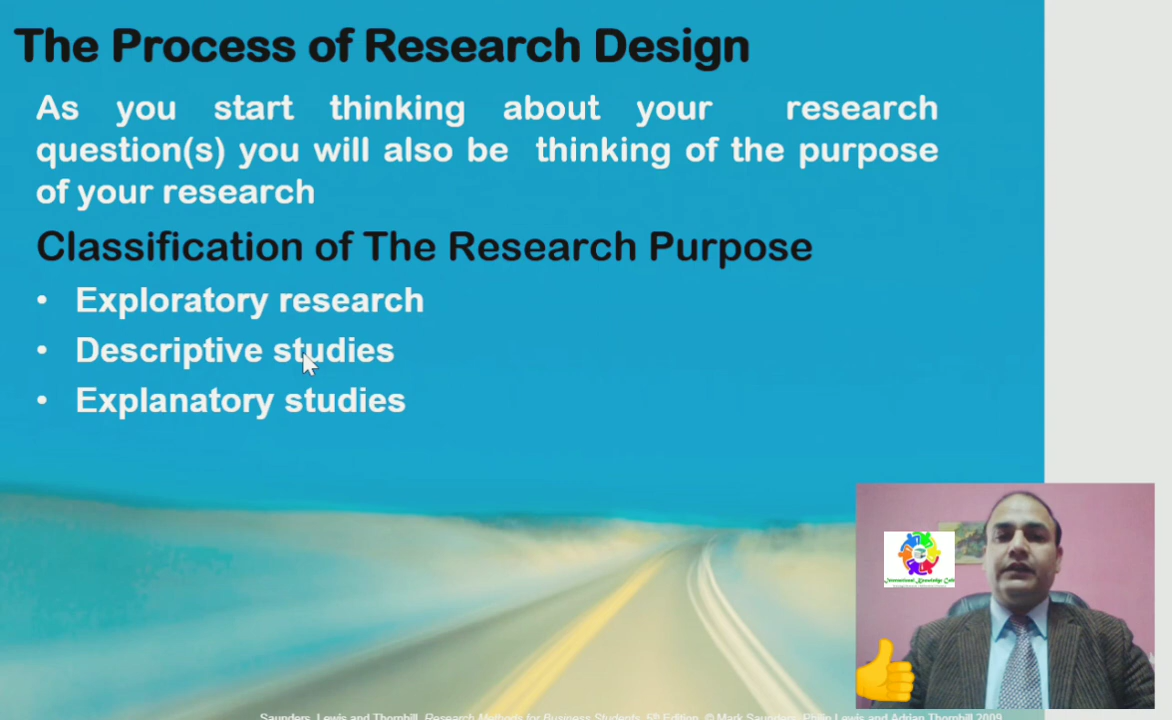 The Process of Research Design
As you start thinking about your research
question(s) you will also be thinking of the purpose
of your research
Classification of The Research Purpose
• Exploratory research
• Descriptive studies
• Explanatory studies
International Knowledge
Saunders, Lewis and Thornhill, Research Methods for Business Students, 5th Edition, © Mark Saunders, Philip Lewis and Adrian Thornhill 2009